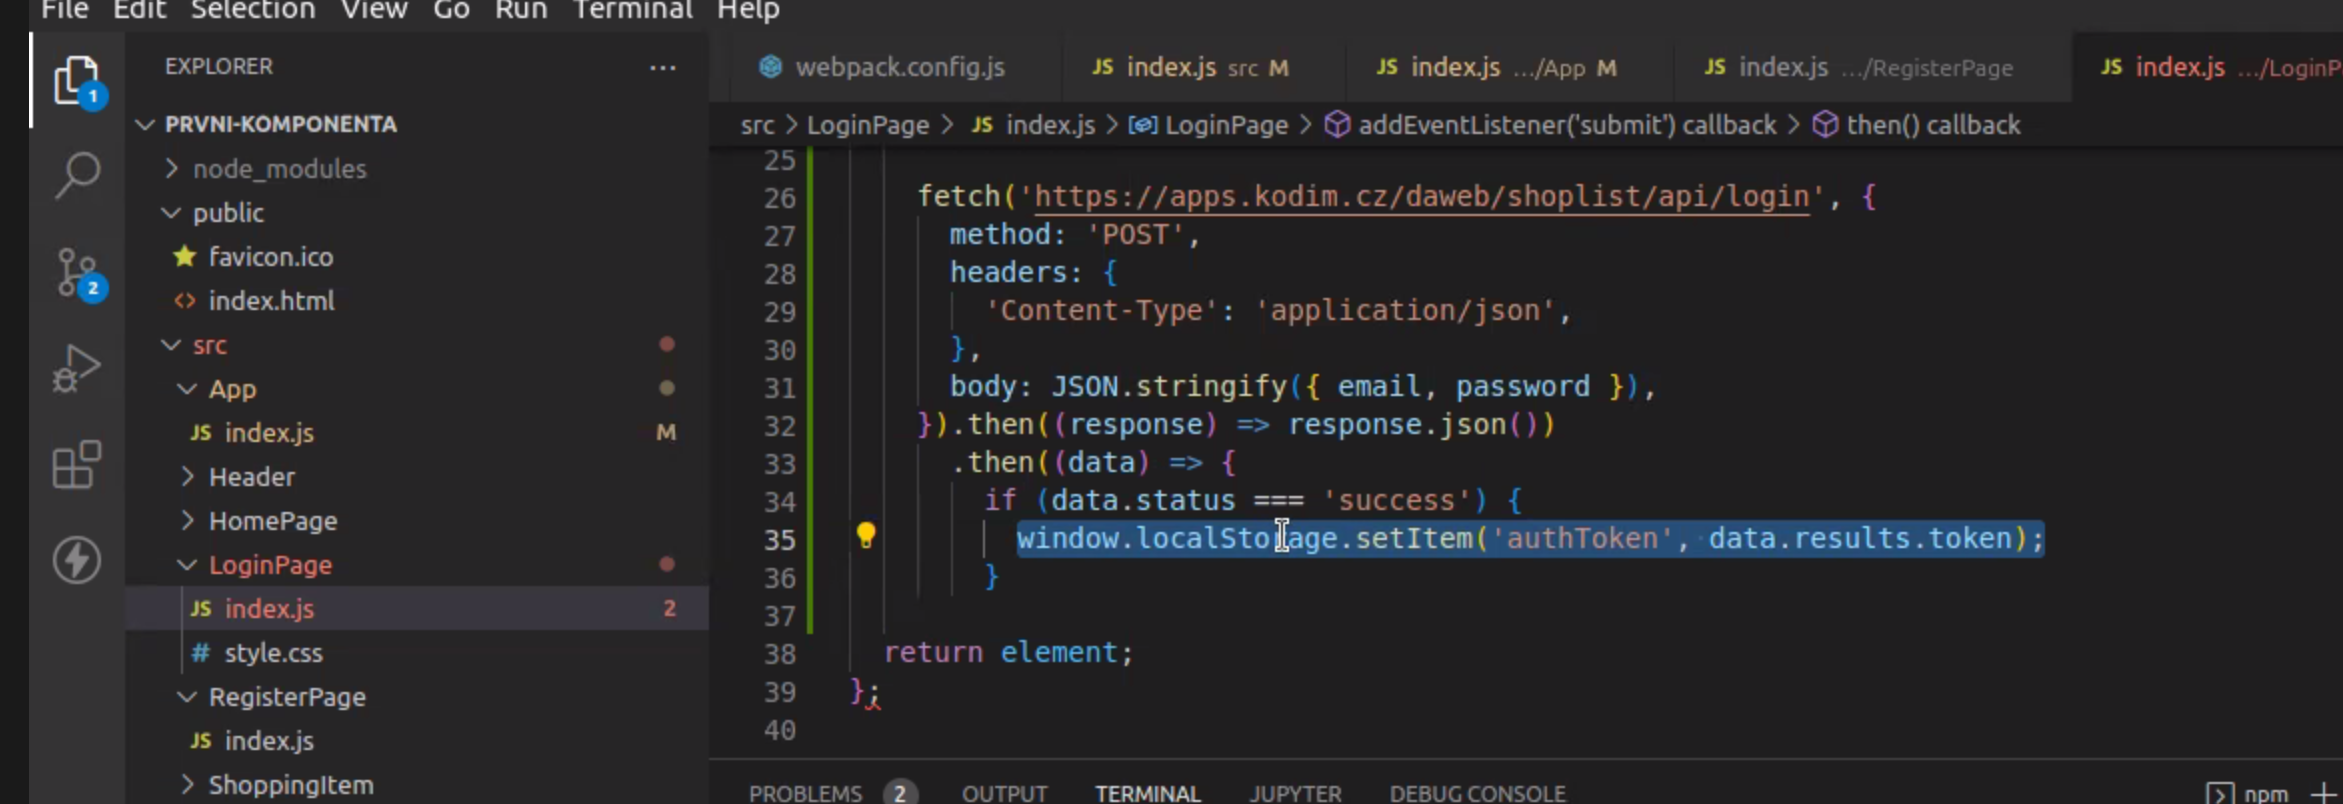 File Edit Selection View Go Run Terminal Help
EXPLORER
PRVNI-KOMPONENTA
node_modules
public
favicon.ico
index.html
src
App
JS index.js M
Header
HomePage
LoginPage
JS index.js 2
# style.css
RegisterPage
JS index.js
ShoppingItem
1
2
webpack.config.js JS index.js src M JS index.js .../App M JS index.js .../RegisterPage JS index.js .../LoginP
src > LoginPage > JS index.js > LoginPage > addEventListener('submit') callback > then() callback
25
26 fetch('https://apps.kodim.cz/daweb/shoplist/api/login', {
27 method: 'POST',
28 headers: {
29 'Content-Type': 'application/json',
30 },
31 body: JSON.stringify({ email, password }),
32 }).then((response) => response.json())
33 .then((data) => {
34 if (data.status === 'success') {
35 window.localStorage.setItem('authToken', data.results.token);
36 }
37
38 return element;
39 };
40
PROBLEMS 2 OUTPUT TERMINAL JUPYTER DEBUG CONSOLE npm